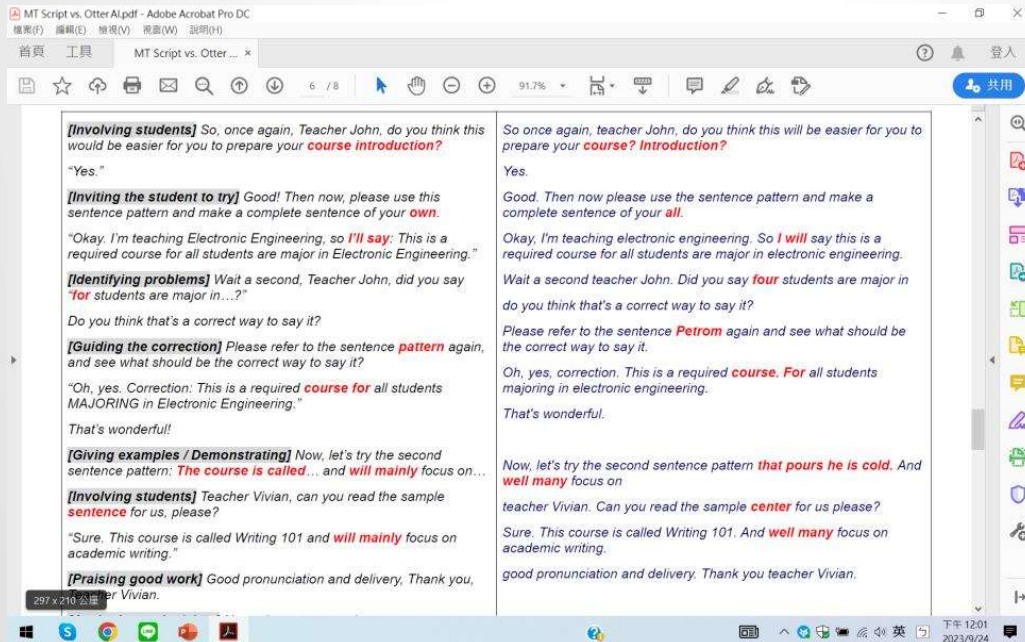 MT Script vs. Otter AI.pdf - Adobe Acrobat Pro DC
檔案(F) 編輯(E) 檢視(V) 視窗(W) 說明(H)
首頁 工具 MT Script vs. Otter ... × 登入
6 / 8 91.7% 共用
[Involving students] So, once again, Teacher John, do you think this
would be easier for you to prepare your course introduction?
“Yes.”
[Inviting the student to try] Good! Then now, please use this
sentence pattern and make a complete sentence of your own.
“Okay. I’m teaching Electronic Engineering, so I’ll say: This is a
required course for all students are major in Electronic Engineering.”
[Identifying problems] Wait a second, Teacher John, did you say
“for students are major in…?”
Do you think that’s a correct way to say it?
[Guiding the correction] Please refer to the sentence pattern again,
and see what should be the correct way to say it?
“Oh, yes. Correction: This is a required course for all students
MAJORING in Electronic Engineering.”
That’s wonderful!
[Giving examples / Demonstrating] Now, let’s try the second
sentence pattern: The course is called… and will mainly focus on…
[Involving students] Teacher Vivian, can you read the sample
sentence for us, please?
“Sure. This course is called Writing 101 and will mainly focus on
academic writing.”
[Praising good work] Good pronunciation and delivery, Thank you,
Teacher Vivian.
So once again, teacher John, do you think this will be easier for you to
prepare your course? Introduction?
Yes.
Good. Then now please use the sentence pattern and make a
complete sentence of your all.
Okay, I'm teaching electronic engineering. So I will say this is a
required course for all students are major in electronic engineering.
Wait a second teacher John. Did you say four students are major in
do you think that's a correct way to say it?
Please refer to the sentence Petrom again and see what should be
the correct way to say it.
Oh, yes, correction. This is a required course. For all students
majoring in electronic engineering.
That's wonderful.
Now, let's try the second sentence pattern that pours he is cold. And
well many focus on
teacher Vivian. Can you read the sample center for us please?
Sure. This course is called Writing 101. And well many focus on
academic writing.
good pronunciation and delivery. Thank you teacher Vivian.
297 x 210 公釐
英
下午 12:01
2023/9/24